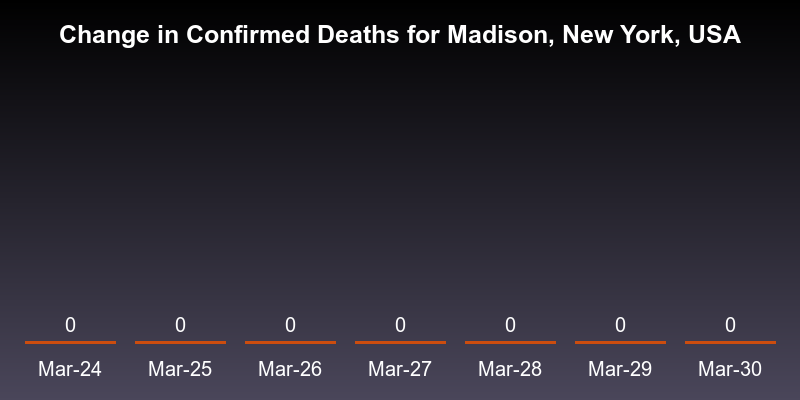 Change in Confirmed Deaths for Madison, New York, USA
0 0 0 0 0 0 0
Mar-24 Mar-25 Mar-26 Mar-27 Mar-28 Mar-29 Mar-30